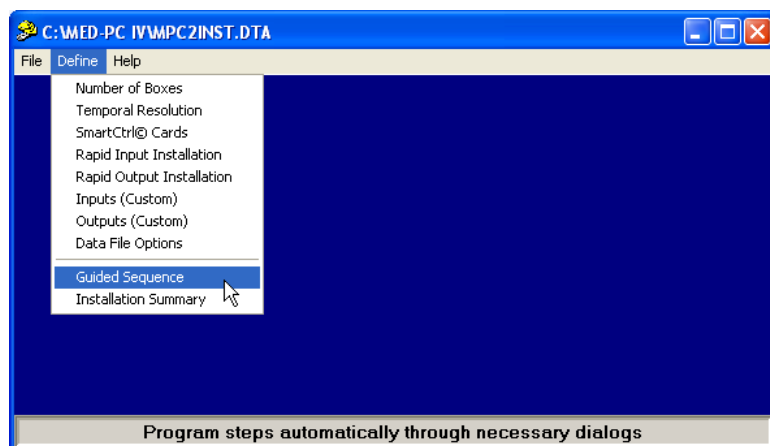 C:\MED-PC IV\MPC2INST.DTA
File Define Help
Number of Boxes
Temporal Resolution
SmartCtrl© Cards
Rapid Input Installation
Rapid Output Installation
Inputs (Custom)
Outputs (Custom)
Data File Options
Guided Sequence
Installation Summary
Program steps automatically through necessary dialogs